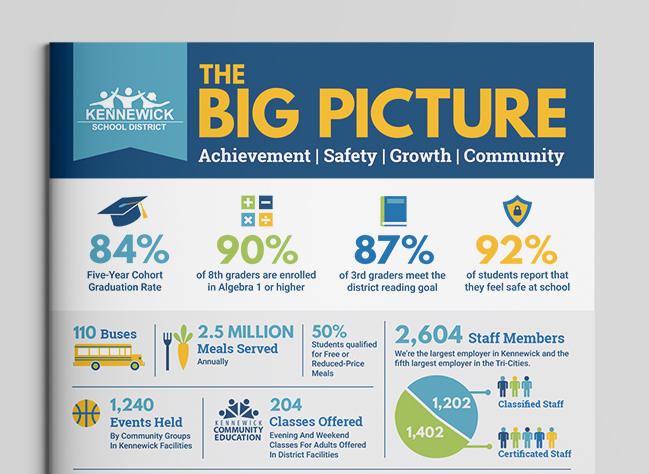 KENNEWICK
SCHOOL DISTRICT
THE
BIG PICTURE
Achievement | Safety | Growth | Community
84%
Five-Year Cohort
Graduation Rate
90%
of 8th graders are enrolled
in Algebra 1 or higher
87%
of 3rd graders meet the
district reading goal
92%
of students report that
they feel safe at school
110 Buses
2.5 MILLION
Meals Served
Annually
50%
Students qualified
for Free or
Reduced-Price
Meals
2,604 Staff Members
We're the largest employer in Kennewick and the
fifth largest employer in the Tri-Cities.
1,202
1,402
Classified Staff
Certificated Staff
1,240
Events Held
By Community Groups
In Kennewick Facilities
KENNEWICK
COMMUNITY
EDUCATION
204
Classes Offered
Evening And Weekend
Classes For Adults Offered
In District Facilities